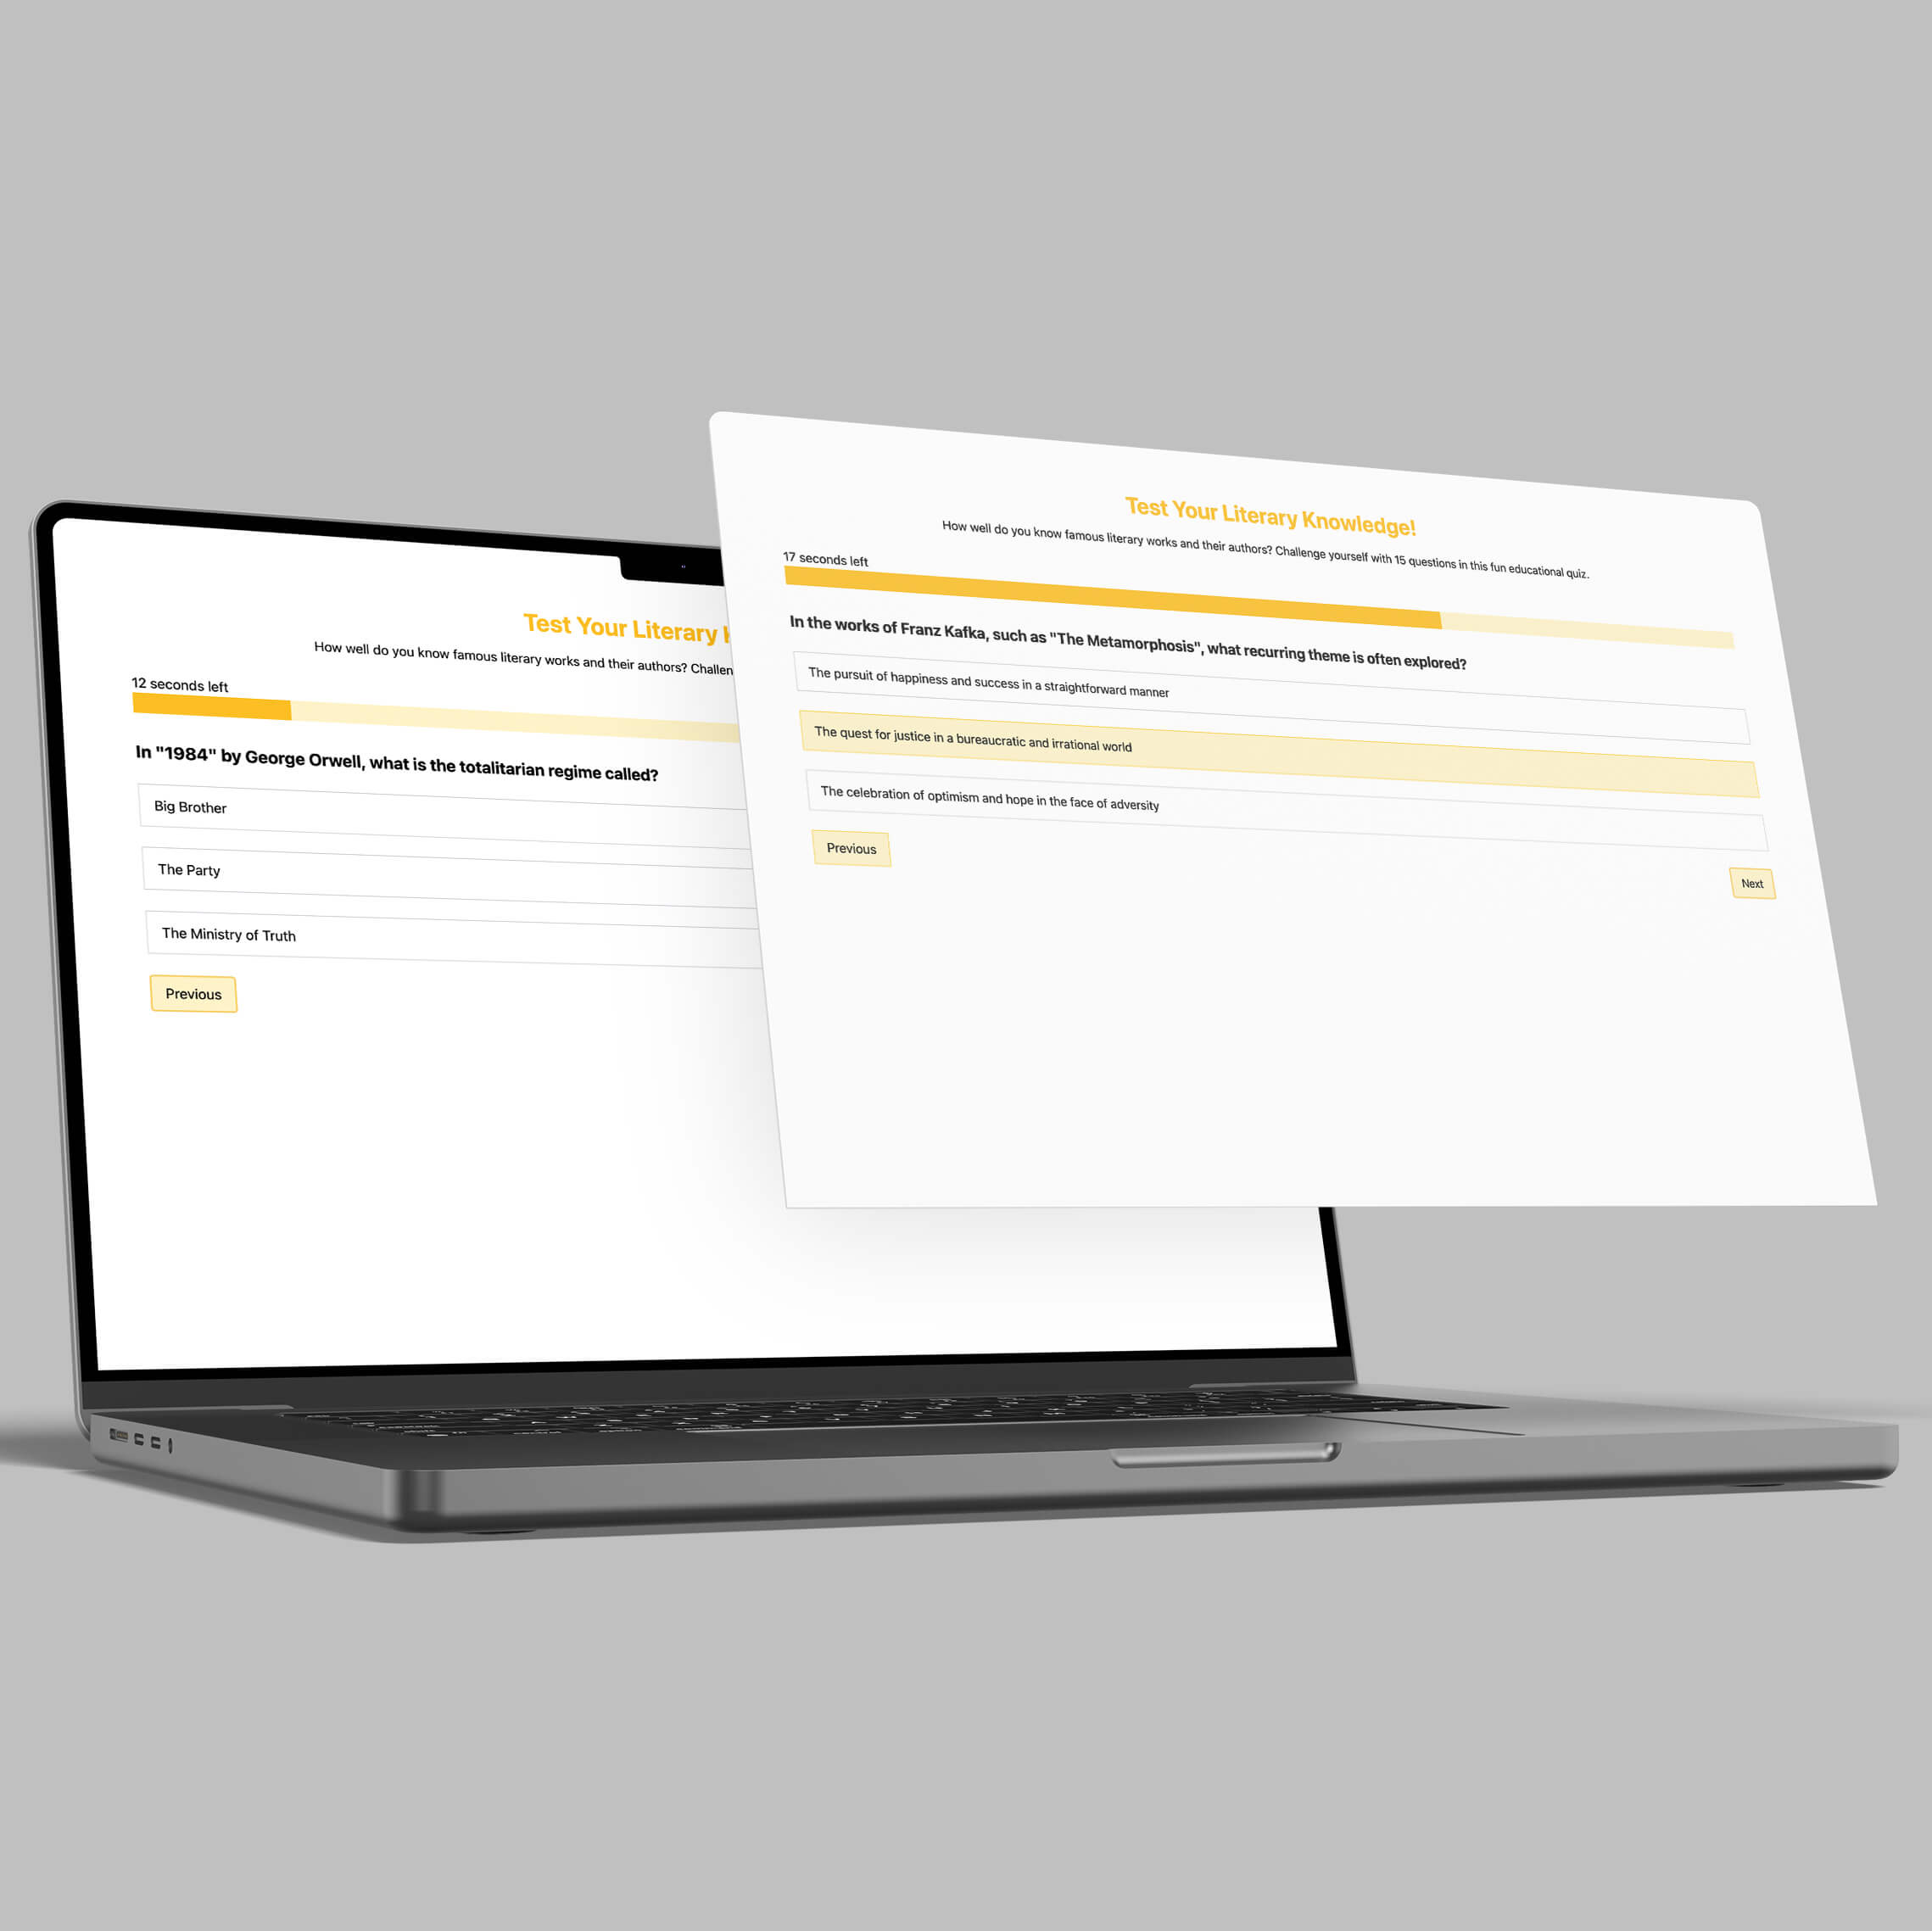 Test Your Literary
How well do you know famous literary works and their authors?
12 seconds left
In "1984" by George Orwell, what is the totalitarian regime called?
Big Brother
The Party
The Ministry of Truth
Previous
Test Your Literary Knowledge!
How well do you know famous literary works and their authors? Challenge yourself with 15 questions in this fun educational quiz.
17 seconds left
In the works of Franz Kafka, such as "The Metamorphosis", what recurring theme is often explored?
The pursuit of happiness and success in a straightforward manner
The quest for justice in a bureaucratic and irrational world
The celebration of optimism and hope in the face of adversity
Previous
Next